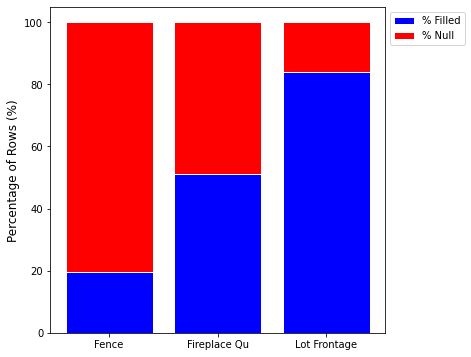 % Filled
% Null
Percentage of Rows (%)
100
80
60
40
20
0
Fence
Fireplace Qu
Lot Frontage